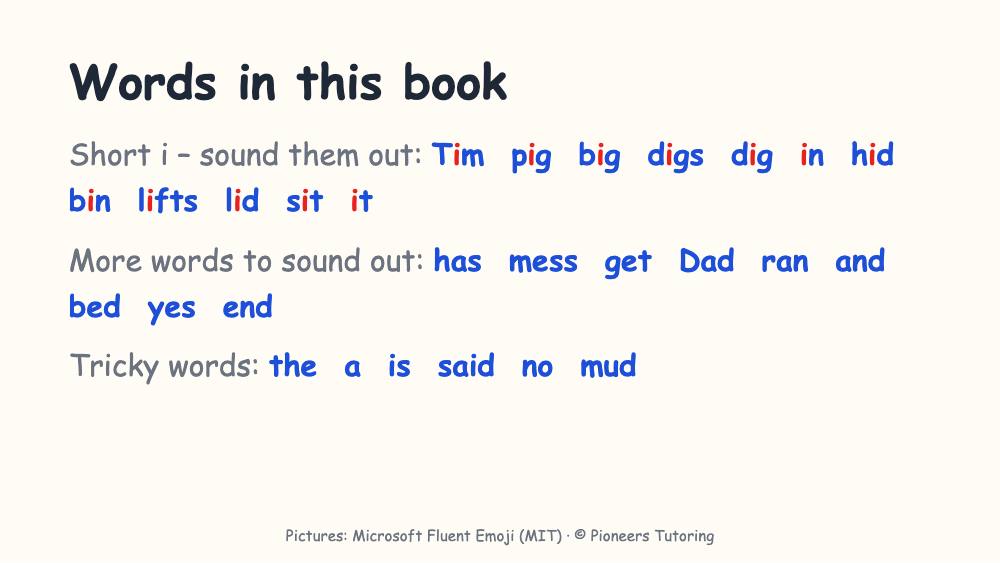 Words in this book
Short i – sound them out: Tim pig big digs dig in hid
bin lifts lid sit it
More words to sound out: has mess get Dad ran and
bed yes end
Tricky words: the a is said no mud
Pictures: Microsoft Fluent Emoji (MIT) · © Pioneers Tutoring